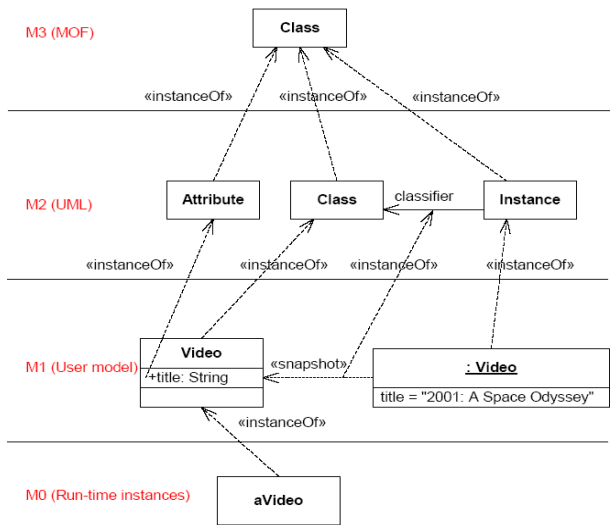 M3 (MOF)
Class
«instanceOf» «instanceOf» «instanceOf»
M2 (UML)
Attribute
Class
classifier
Instance
«instanceOf» «instanceOf» «instanceOf» «instanceOf»
M1 (User model)
Video
+title: String
«snapshot»
: Video
title = "2001: A Space Odyssey"
«instanceOf»
M0 (Run-time instances)
aVideo